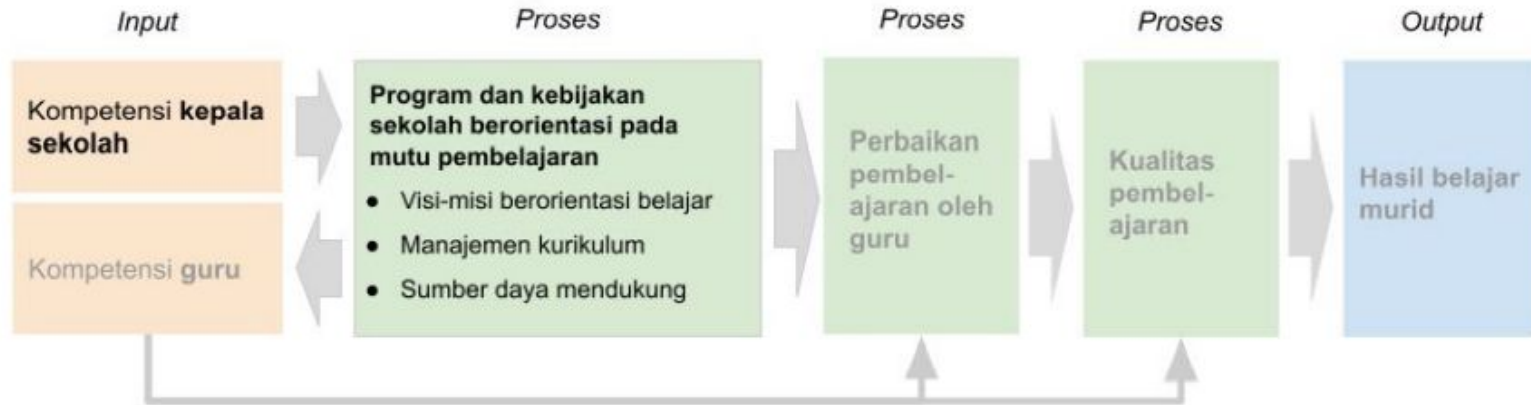 Input
Proses
Proses
Proses
Output
Kompetensi kepala
sekolah
Kompetensi guru
Program dan kebijakan
sekolah berorientasi pada
mutu pembelajaran
● Visi-misi berorientasi belajar
● Manajemen kurikulum
● Sumber daya mendukung
Perbaikan
pembel-
ajaran oleh
guru
Kualitas
pembel-
ajaran
Hasil belajar
murid